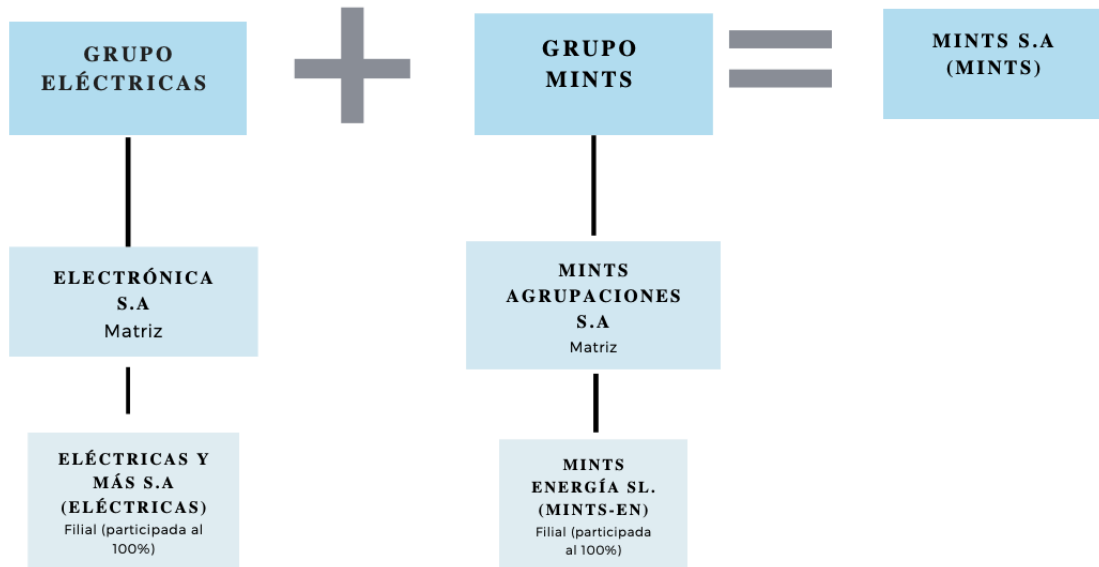 GRUPO
ELÉCTRICAS
GRUPO
MINTS
MINTS S.A
(MINTS)
ELECTRÓNICA
S.A
Matriz
MINTS
AGRUPACIONES
S.A
Matriz
ELÉCTRICAS Y
MÁS S.A
(ELÉCTRICAS)
Filial (participada al
100%)
MINTS
ENERGÍA SL.
(MINTS-EN)
Filial (participada
al 100%)